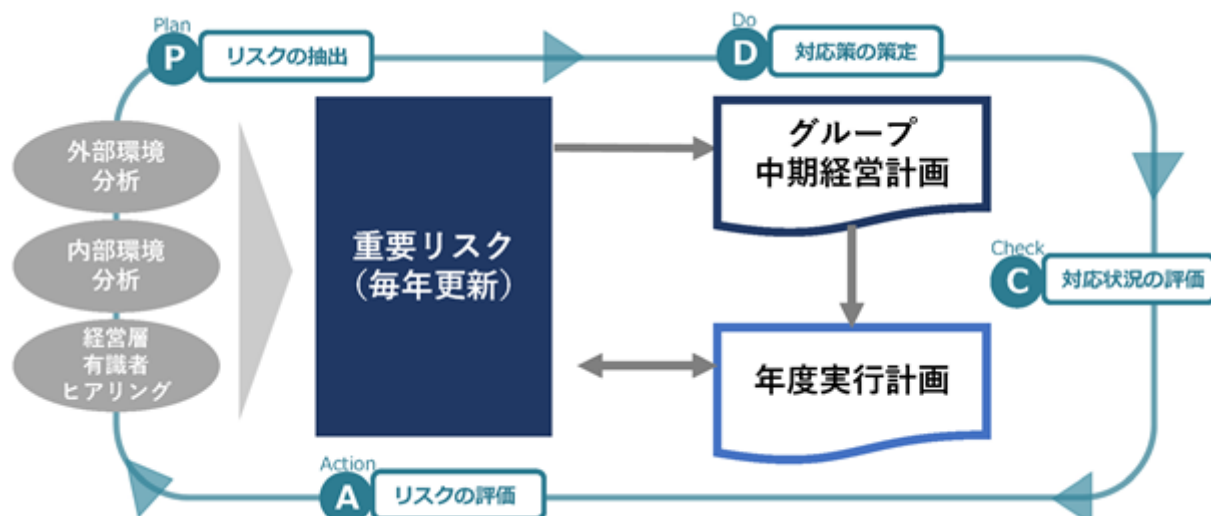 Plan
P
リスクの抽出
Do
D
対応策の策定
外部環境
分析
内部環境
分析
経営層
有識者
ヒアリング
重要リスク
（毎年更新）
グループ
中期経営計画
年度実行計画
Check
C
対応状況の評価
Action
A
リスクの評価